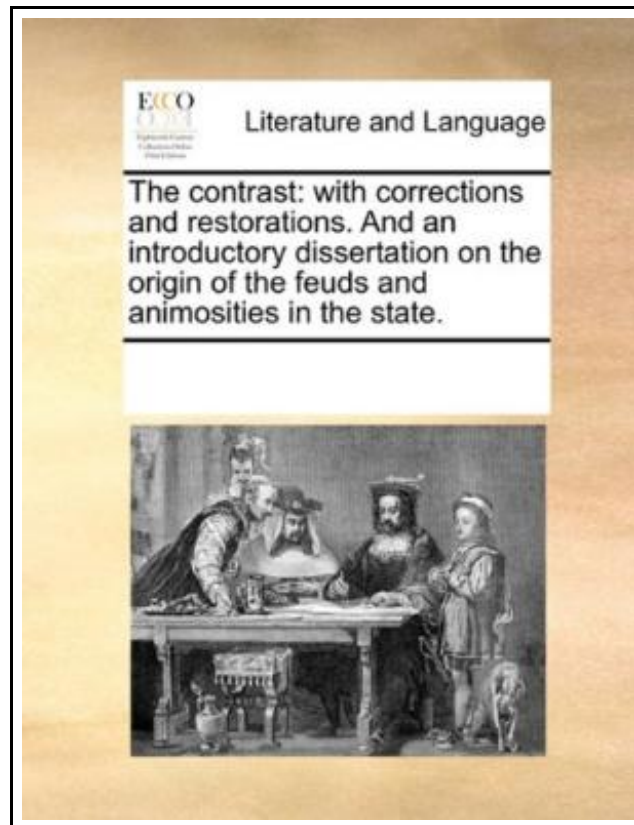 ECCO
Literature and Language
The contrast: with corrections
and restorations. And an
introductory dissertation on the
origin of the feuds and
animosities in the state.